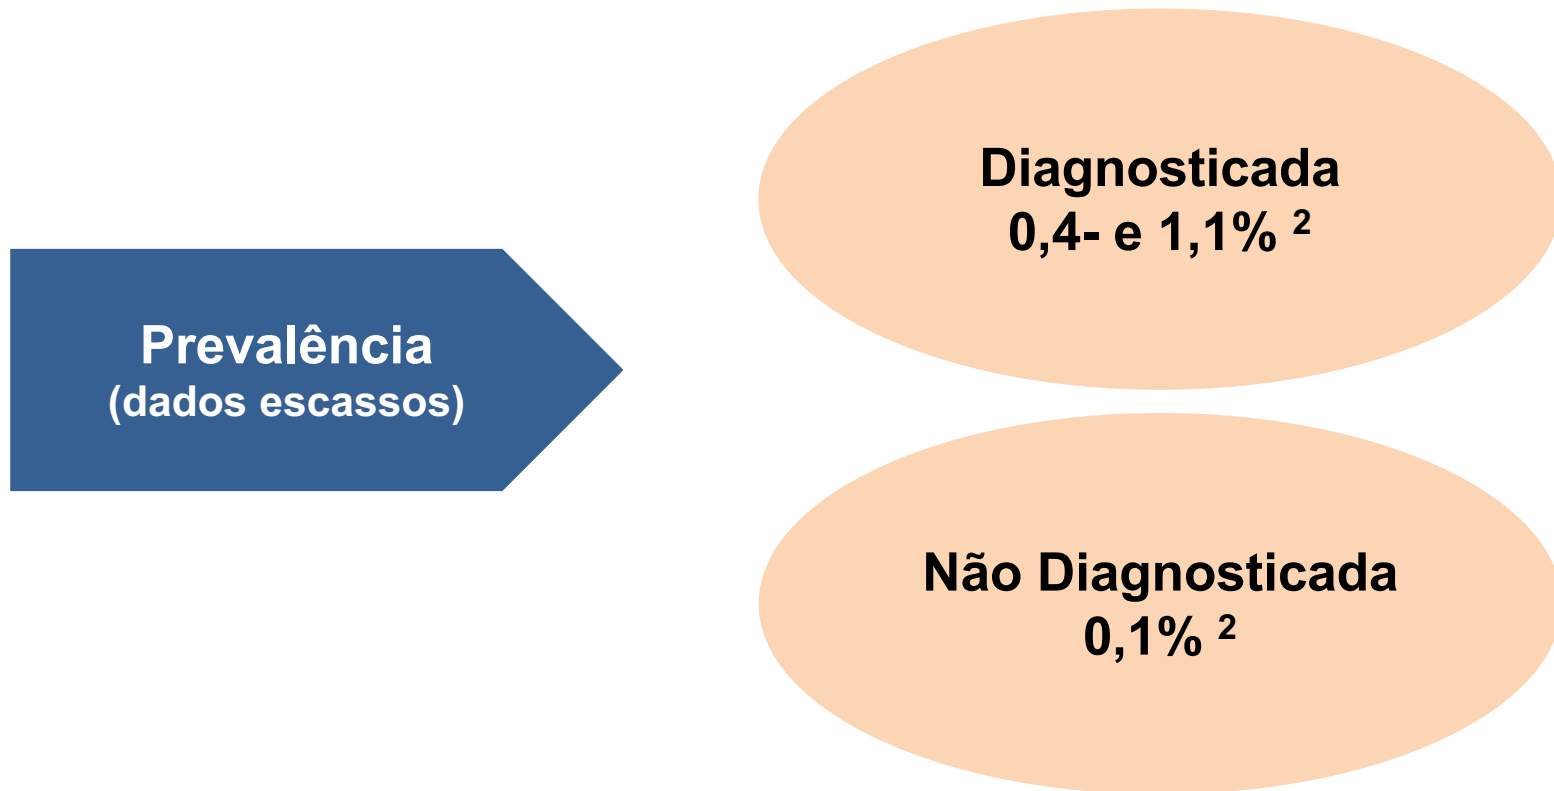 Prevalência
(dados escassos)
Diagnosticada
0,4- e 1,1% ²
Não Diagnosticada
0,1% ²